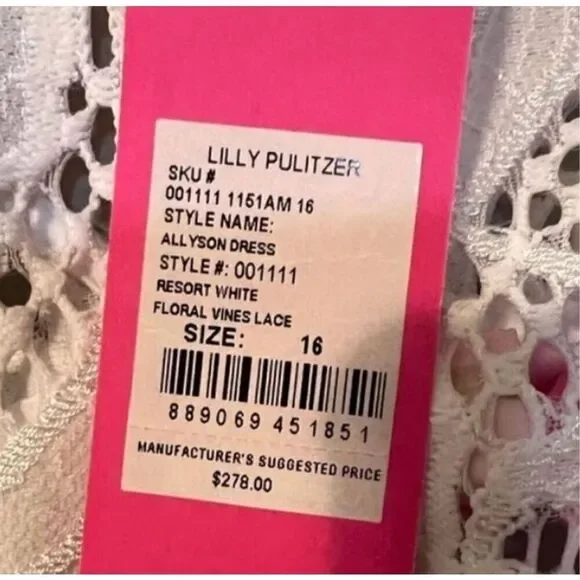 LILLY PULITZER
SKU #
001111 1151AM 16
STYLE NAME:
ALLYSON DRESS
STYLE #: 001111
RESORT WHITE
FLORAL VINES LACE
SIZE: 16
889069 451851
MANUFACTURER'S SUGGESTED PRICE
$278.00